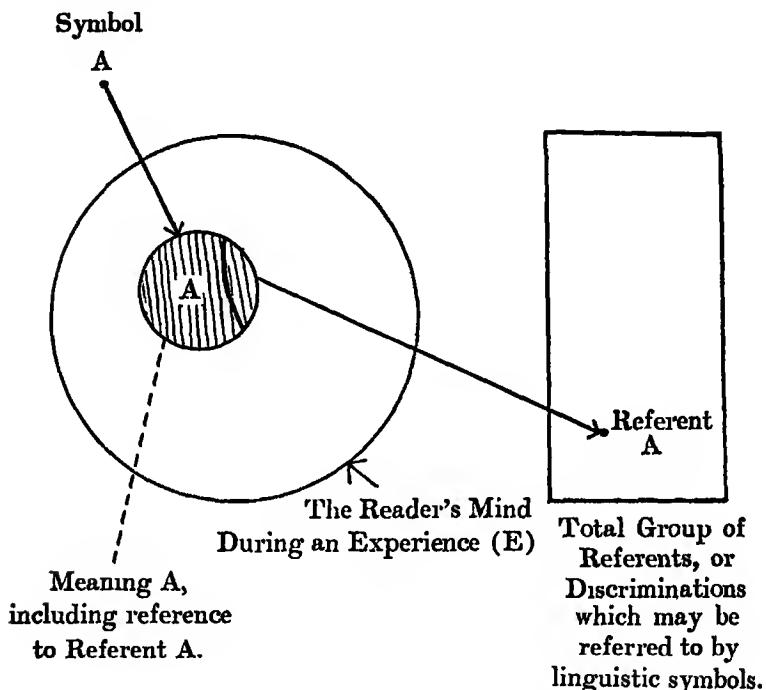 Symbol
A
A
Referent
A
The Reader's Mind
During an Experience (E)
Meaning A,
including reference
to Referent A.
Total Group of
Referents, or
Discriminations
which may be
referred to by
linguistic symbols.